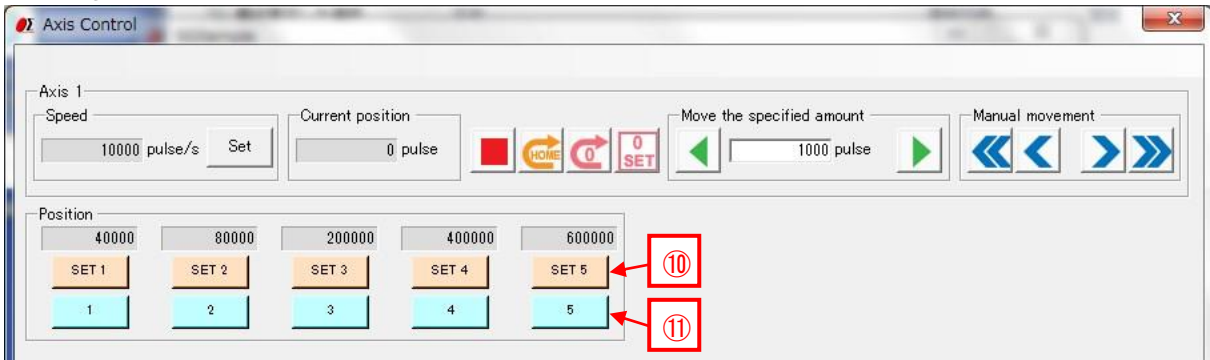 Axis Control
Axis 1
Speed
10000 pulse/s Set
Current position
0 pulse
HOME
0
0 SET
Move the specified amount
1000 pulse
Manual movement
Position
40000 80000 200000 400000 600000
SET 1 SET 2 SET 3 SET 4 SET 5
⑩
1 2 3 4 5
⑪